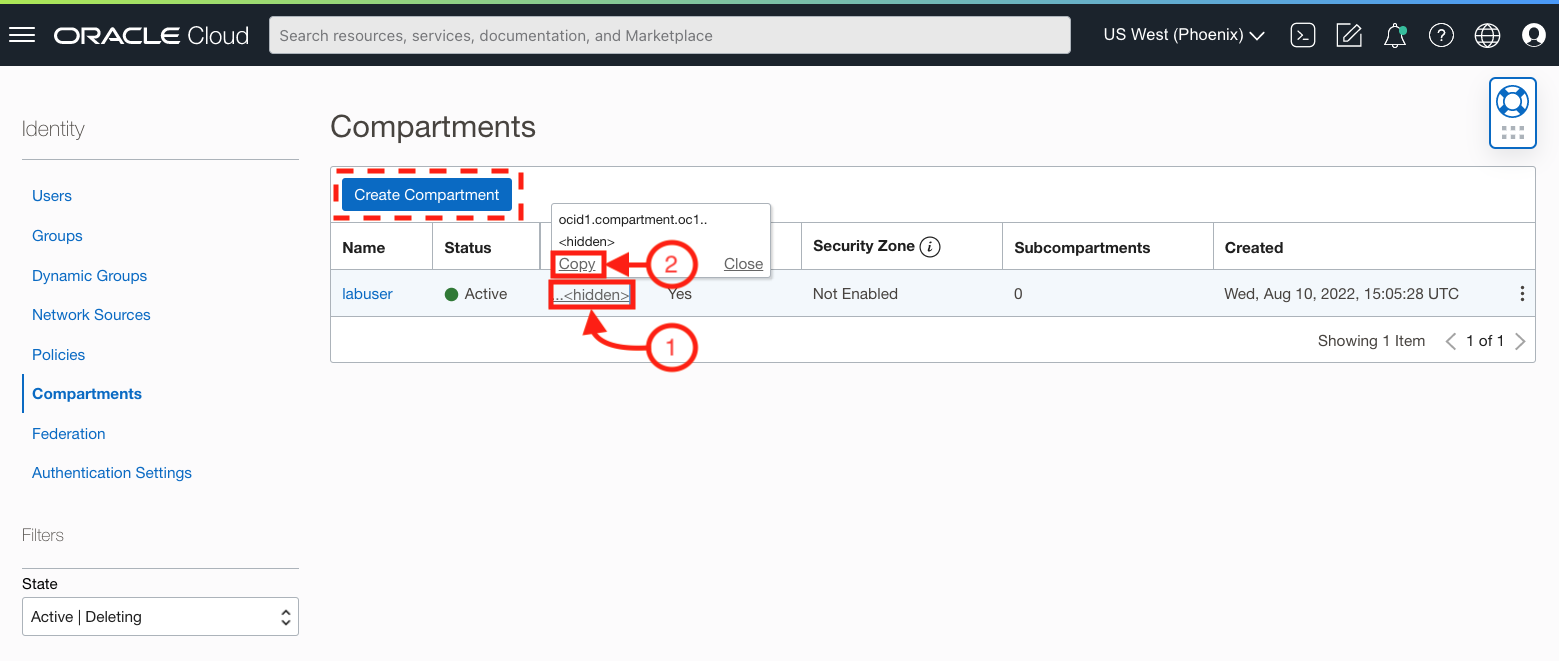 ORACLE Cloud
Search resources, services, documentation, and Marketplace
US West (Phoenix)
Identity
Users
Groups
Dynamic Groups
Network Sources
Policies
Compartments
Federation
Authentication Settings
Filters
State
Active | Deleting
Compartments
Create Compartment
ocid1.compartment.oc1..
<hidden>
Copy
Close
2
Name Status Security Zone i Subcompartments Created
labuser Active ...<hidden> Yes Not Enabled 0 Wed, Aug 10, 2022, 15:05:28 UTC
1
Showing 1 Item 1 of 1